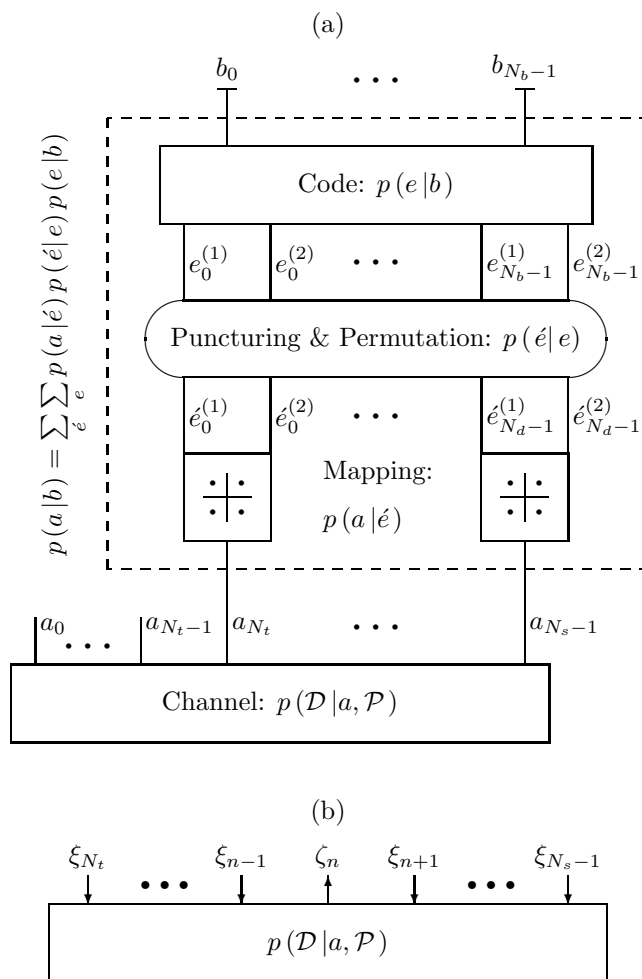 (a)
b_0 ••• b_{N_b−1}
Code: p(e|b)
e_0^{(1)} e_0^{(2)} ••• e_{N_b−1}^{(1)} e_{N_b−1}^{(2)}
Puncturing & Permutation: p(é|e)
é_0^{(1)} é_0^{(2)} ••• é_{N_d−1}^{(1)} é_{N_d−1}^{(2)}
Mapping:
p(a|é)
p(a|b) = ∑_é ∑_e p(a|é) p(é|e) p(e|b)
a_0 ••• a_{N_t−1} a_{N_t} ••• a_{N_s−1}
Channel: p(𝒟|a, 𝒫)
(b)
ξ_{N_t} ••• ξ_{n−1} ζ_n ξ_{n+1} ••• ξ_{N_s−1}
p(𝒟|a, 𝒫)